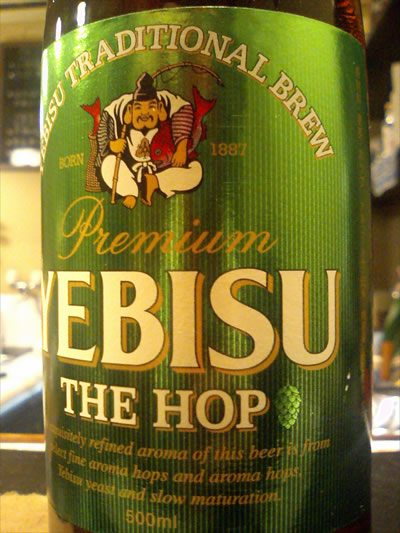 YEBISU TRADITIONAL BREW
BORN 1887
Premium
YEBISU
THE HOP
refined aroma of this beer is from
fine aroma hops and aroma hops,
Yebisu yeast and slow maturation.
500ml